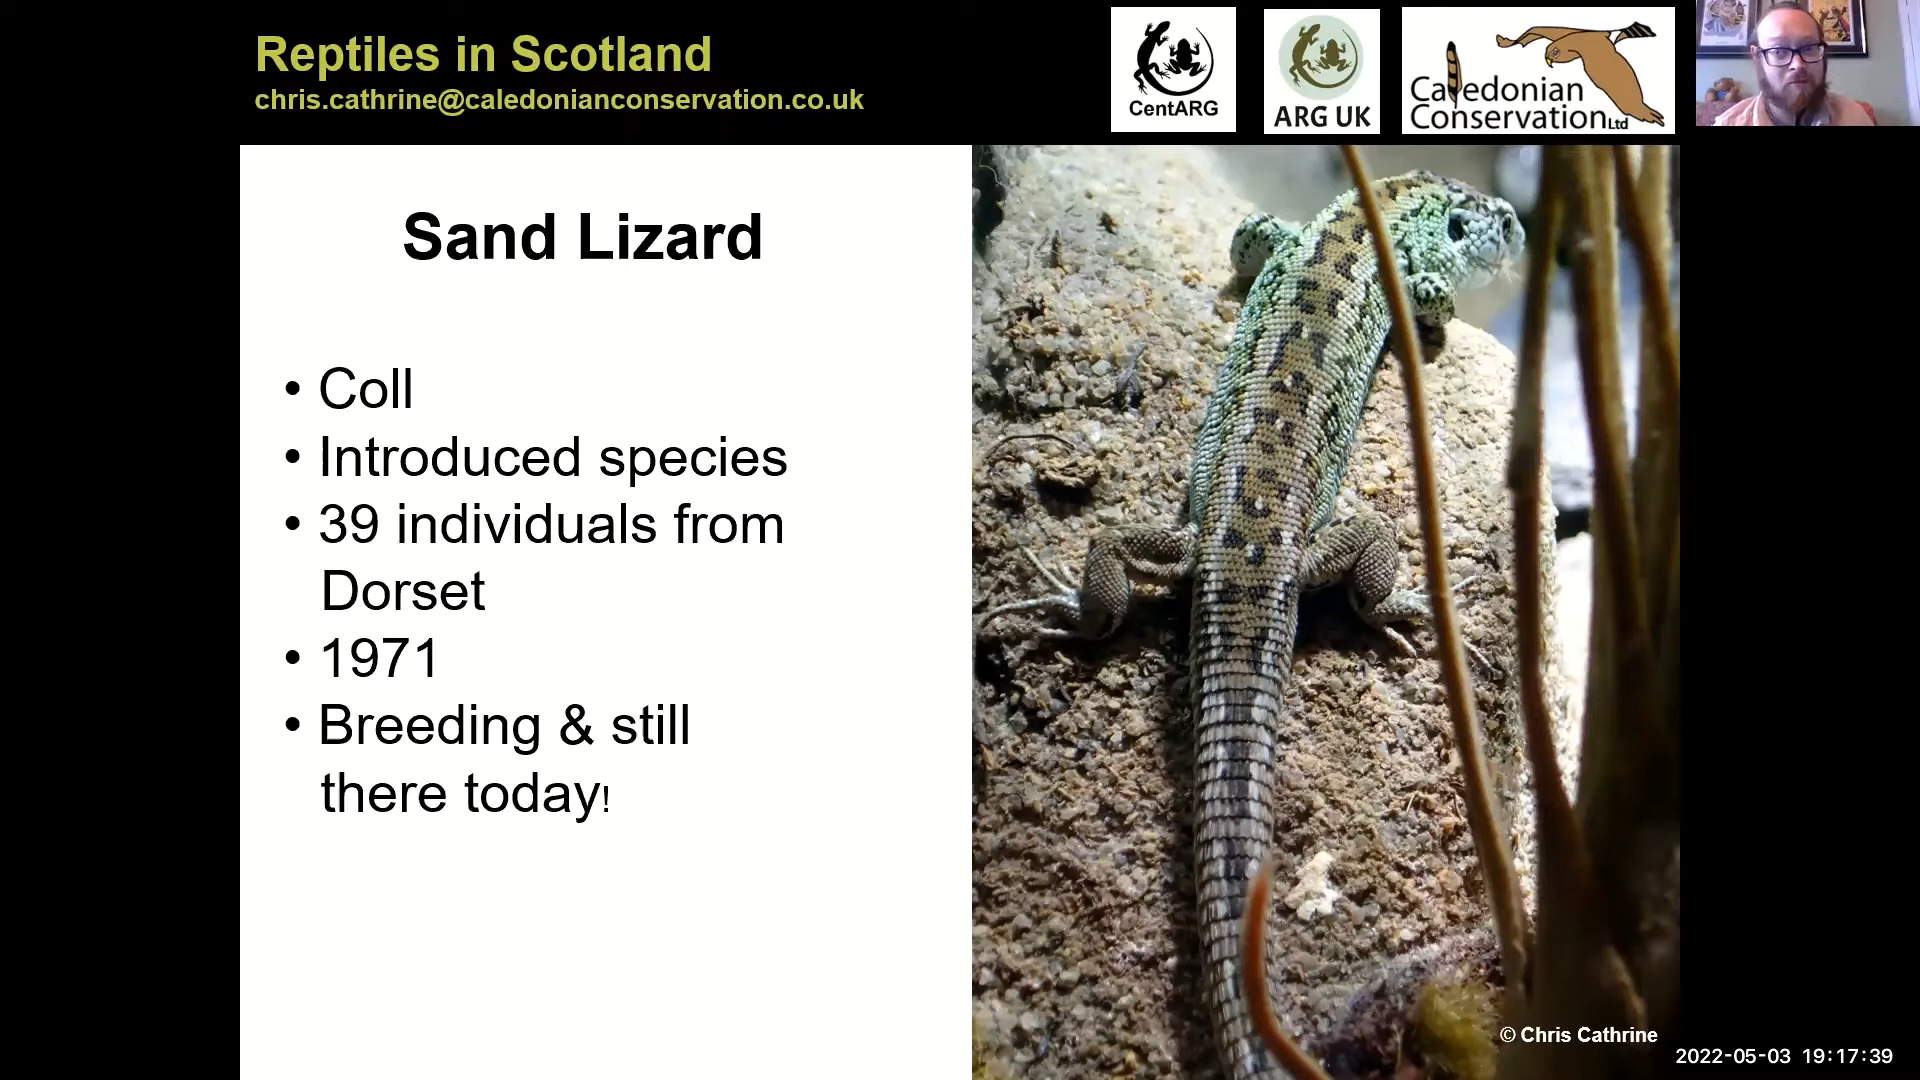 Reptiles in Scotland
chris.cathrine@caledonianconservation.co.uk
CentARG
ARG UK
Caledonian
Conservation Ltd
Sand Lizard
• Coll
• Introduced species
• 39 individuals from
Dorset
• 1971
• Breeding & still
there today!
© Chris Cathrine
2022-05-03 19:17:39